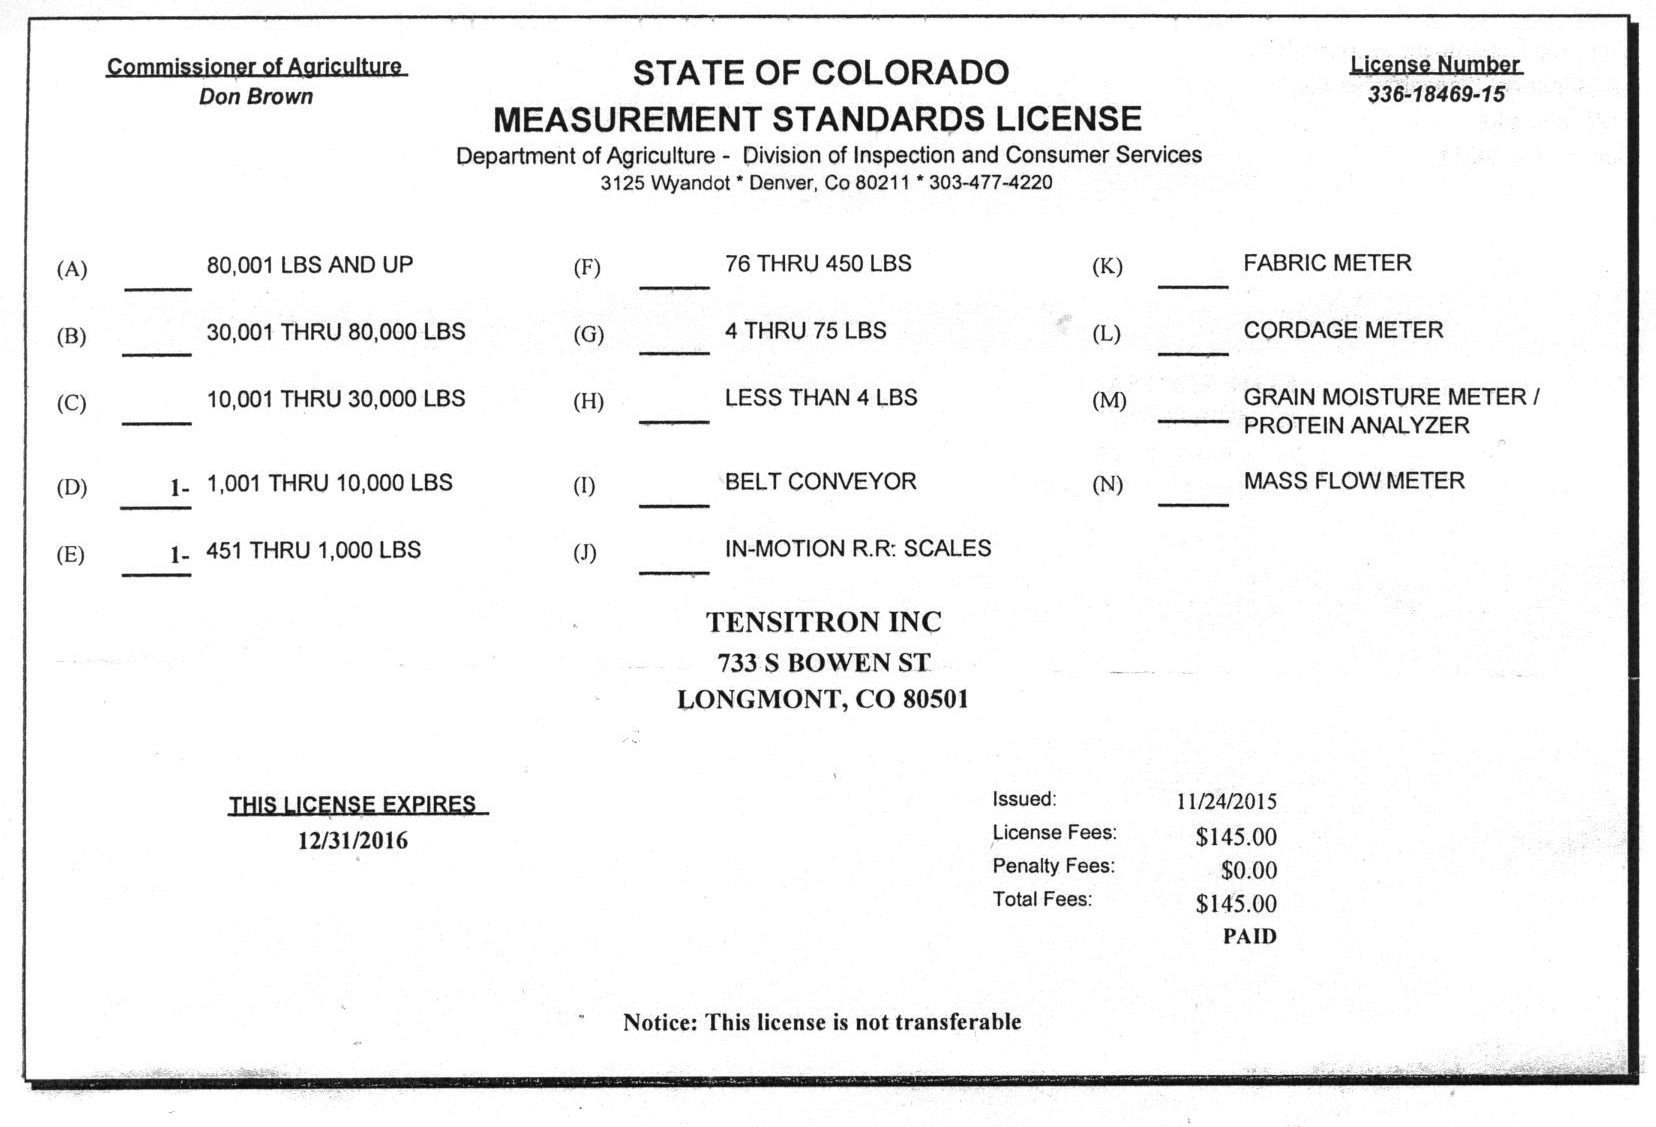 Commissioner of Agriculture
Don Brown
STATE OF COLORADO
MEASUREMENT STANDARDS LICENSE
Department of Agriculture - Division of Inspection and Consumer Services
3125 Wyandot * Denver, Co 80211 * 303-477-4220
License Number
336-18469-15
(A) 80,001 LBS AND UP
(B) 30,001 THRU 80,000 LBS
(C) 10,001 THRU 30,000 LBS
(D) 1- 1,001 THRU 10,000 LBS
(E) 1- 451 THRU 1,000 LBS
(F) 76 THRU 450 LBS
(G) 4 THRU 75 LBS
(H) LESS THAN 4 LBS
(I) BELT CONVEYOR
(J) IN-MOTION R.R. SCALES
(K) FABRIC METER
(L) CORDAGE METER
(M) GRAIN MOISTURE METER /
PROTEIN ANALYZER
(N) MASS FLOW METER
TENSITRON INC
733 S BOWEN ST
LONGMONT, CO 80501
THIS LICENSE EXPIRES
12/31/2016
Issued: 11/24/2015
License Fees: $145.00
Penalty Fees: $0.00
Total Fees: $145.00
PAID
Notice: This license is not transferable